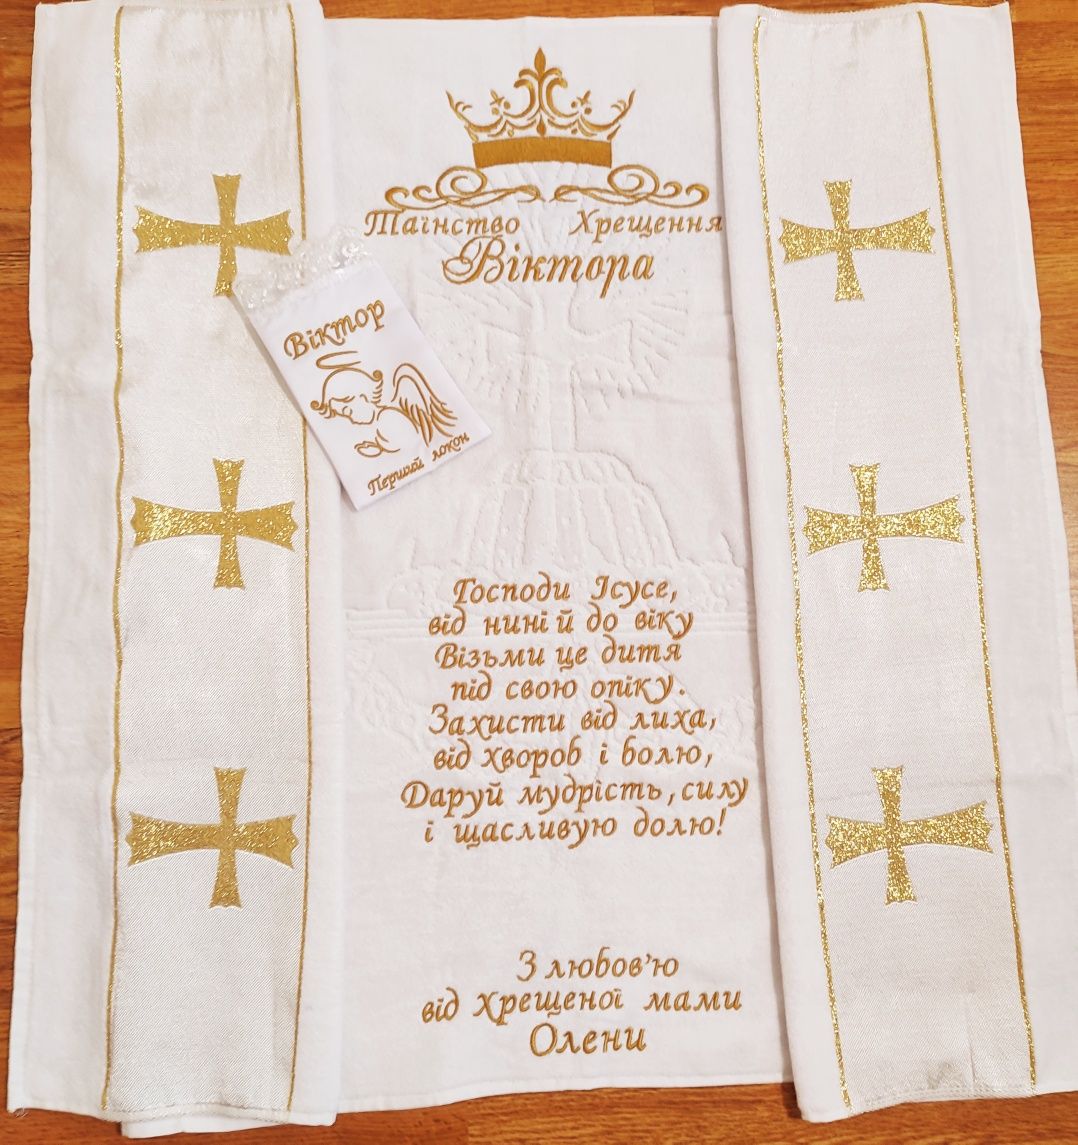 Таїнство Хрещення
Віктора
Віктор
Перший локон
Господи Ісусе,
від нині й до віку
Візьми це дитя
під свою опіку.
Захисти від лиха,
від хвороб і болю,
Даруй мудрість, силу
і щасливую долю!
З любов'ю
від хрещеної мами
Олени